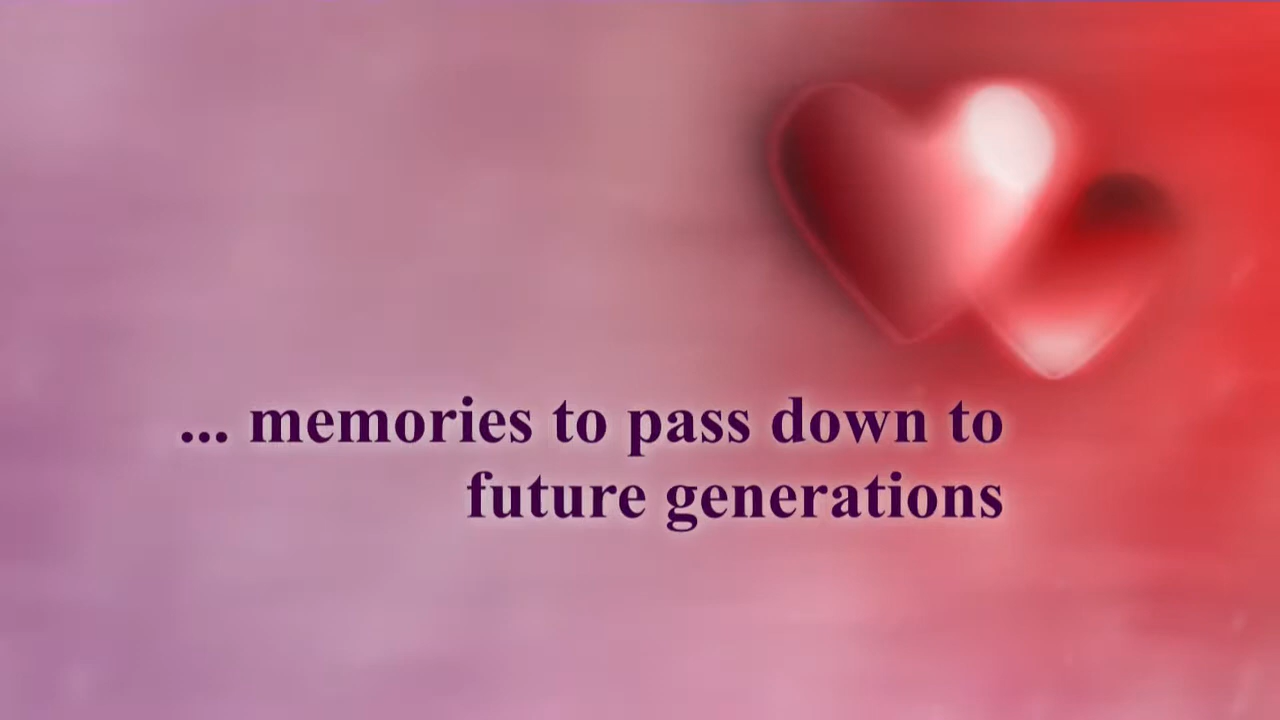 ... memories to pass down to
future generations